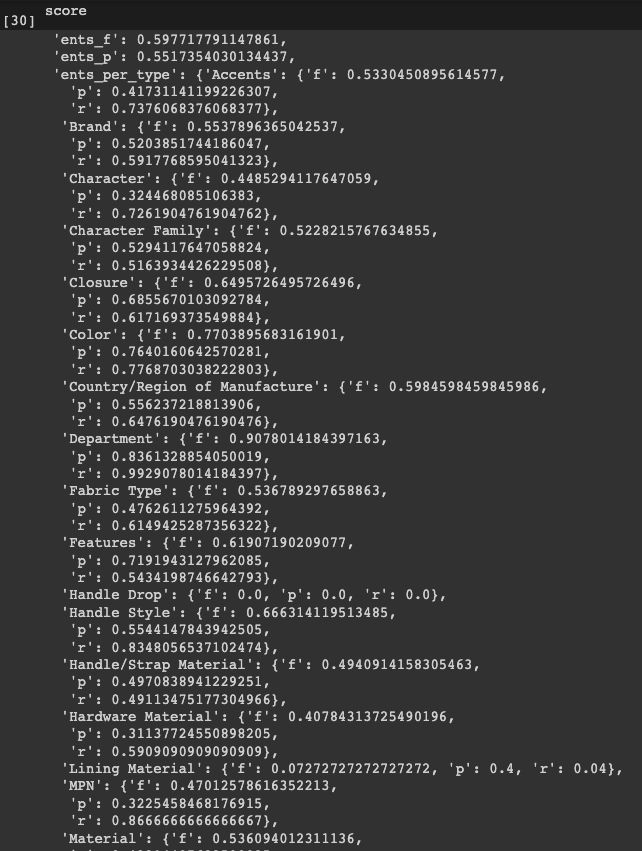 score
[30]
'ents_f': 0.597717791147861,
'ents_p': 0.5517354030134437,
'ents_per_type': {'Accents': {'f': 0.5330450895614577,
'p': 0.41731141199226307,
'r': 0.7376068376068377},
'Brand': {'f': 0.5537896365042537,
'p': 0.5203851744186047,
'r': 0.5917768595041323},
'Character': {'f': 0.4485294117647059,
'p': 0.324468085106383,
'r': 0.7261904761904762},
'Character Family': {'f': 0.5228215767634855,
'p': 0.5294117647058824,
'r': 0.5163934426229508},
'Closure': {'f': 0.6495726495726496,
'p': 0.6855670103092784,
'r': 0.617169373549884},
'Color': {'f': 0.7703895683161901,
'p': 0.7640160642570281,
'r': 0.7768703038222803},
'Country/Region of Manufacture': {'f': 0.5984598459845986,
'p': 0.556237218813906,
'r': 0.6476190476190476},
'Department': {'f': 0.9078014184397163,
'p': 0.8361328854050019,
'r': 0.9929078014184397},
'Fabric Type': {'f': 0.536789297658863,
'p': 0.4762611275964392,
'r': 0.6149425287356322},
'Features': {'f': 0.61907190209077,
'p': 0.7191943127962085,
'r': 0.5434198746642793},
'Handle Drop': {'f': 0.0, 'p': 0.0, 'r': 0.0},
'Handle Style': {'f': 0.666314119513485,
'p': 0.5544147843942505,
'r': 0.8348056537102474},
'Handle/Strap Material': {'f': 0.4940914158305463,
'p': 0.4970838941229251,
'r': 0.49113475177304966},
'Hardware Material': {'f': 0.40784313725490196,
'p': 0.31137724550898205,
'r': 0.5909090909090909},
'Lining Material': {'f': 0.07272727272727272, 'p': 0.4, 'r': 0.04},
'MPN': {'f': 0.47012578616352213,
'p': 0.3225458468176915,
'r': 0.8666666666666667},
'Material': {'f': 0.536094012311136,